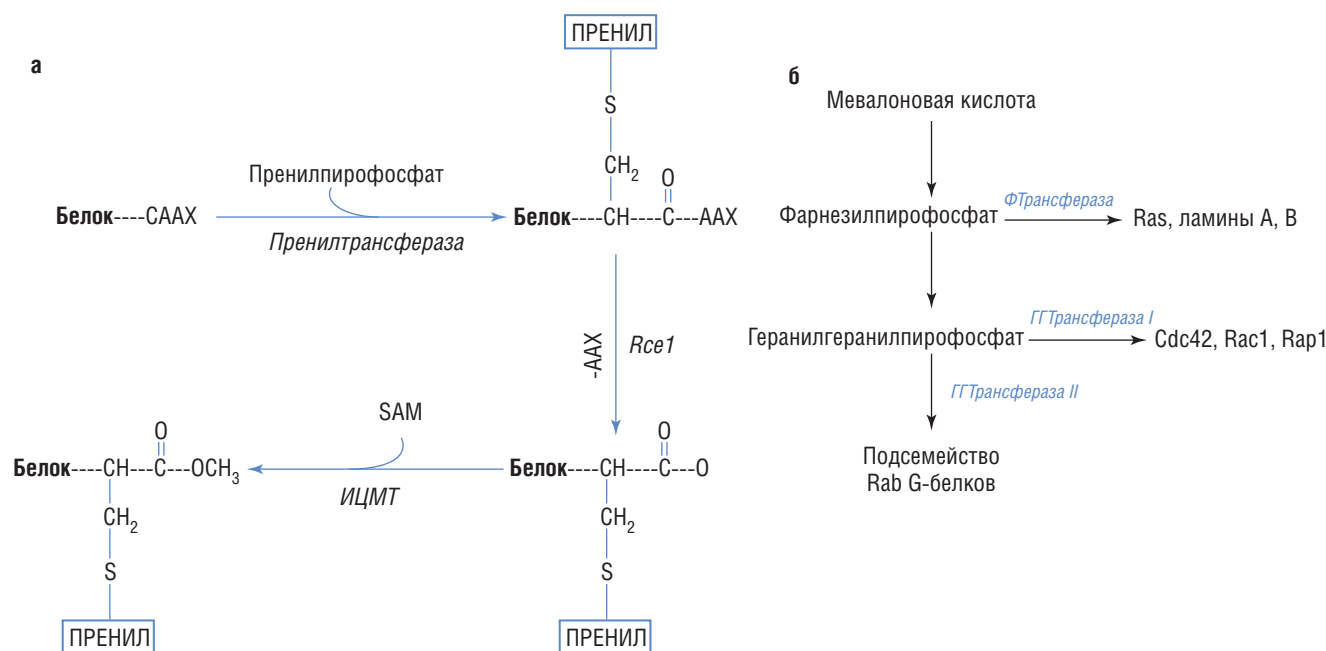 а
ПРЕНИЛ
S
CH2
O
Пренилпирофосфат
Белок----СААХ
Белок----CH---C---AAX
Пренилтрансфераза
-AAX
Rce1
SAM
O
O
Белок----CH--C---OCH3
Белок----CH---C---O
ИЦМТ
CH2
CH2
S
S
ПРЕНИЛ
ПРЕНИЛ
б
Мевалоновая кислота
Фарнезилпирофосфат
ФТрансфераза
Ras, ламины А, В
Геранилгеранилпирофосфат
ГГТрансфераза I
Cdc42, Rac1, Rap1
ГГТрансфераза II
Подсемейство
Rab G-белков